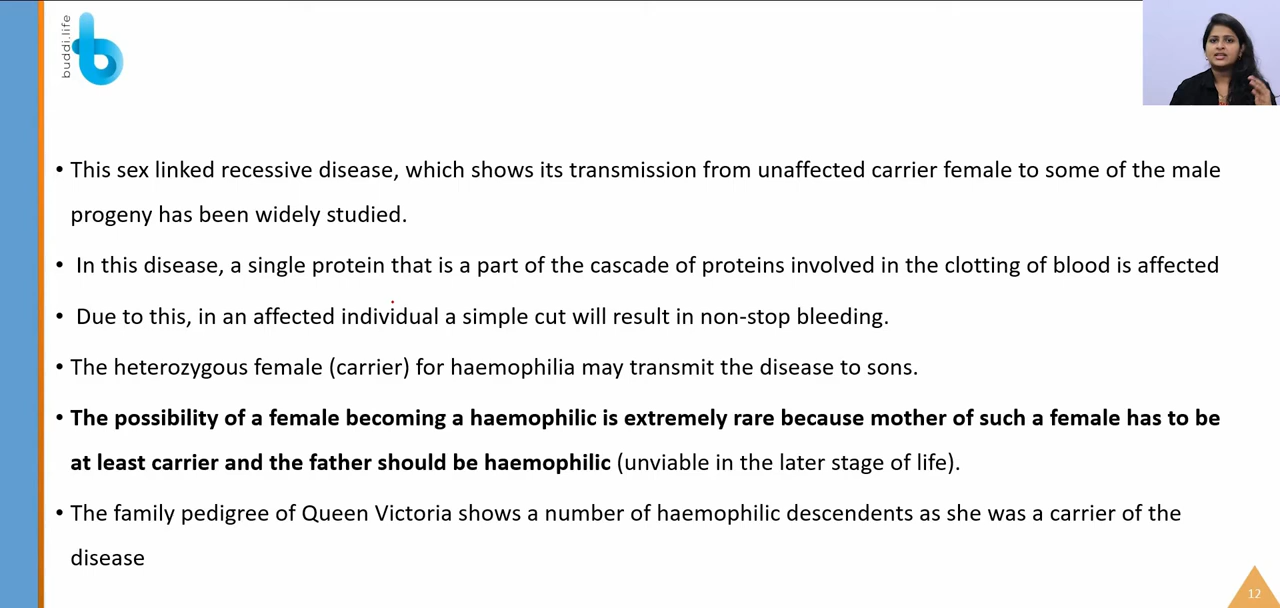 buddi.life
• This sex linked recessive disease, which shows its transmission from unaffected carrier female to some of the male
progeny has been widely studied.
• In this disease, a single protein that is a part of the cascade of proteins involved in the clotting of blood is affected
• Due to this, in an affected individual a simple cut will result in non-stop bleeding.
• The heterozygous female (carrier) for haemophilia may transmit the disease to sons.
• The possibility of a female becoming a haemophilic is extremely rare because mother of such a female has to be
at least carrier and the father should be haemophilic (unviable in the later stage of life).
• The family pedigree of Queen Victoria shows a number of haemophilic descendents as she was a carrier of the
disease
12